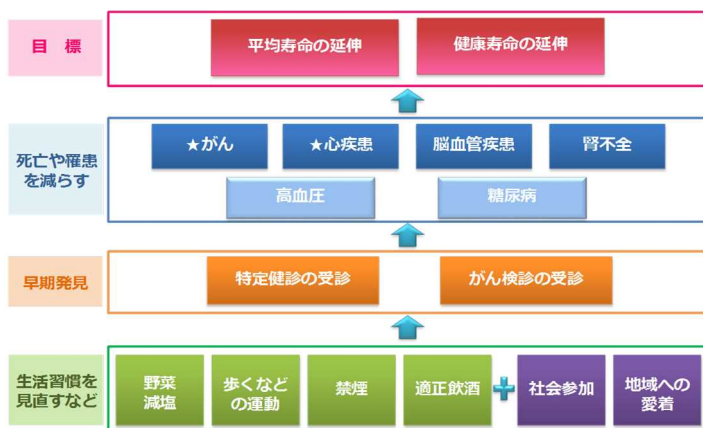 目 標
平均寿命の延伸
健康寿命の延伸
死亡や罹患
を減らす
★がん
★心疾患
脳血管疾患
腎不全
高血圧
糖尿病
早期発見
特定健診の受診
がん検診の受診
生活習慣を
見直すなど
野菜
減塩
歩くなど
の運動
禁煙
適正飲酒
社会参加
地域への
愛着